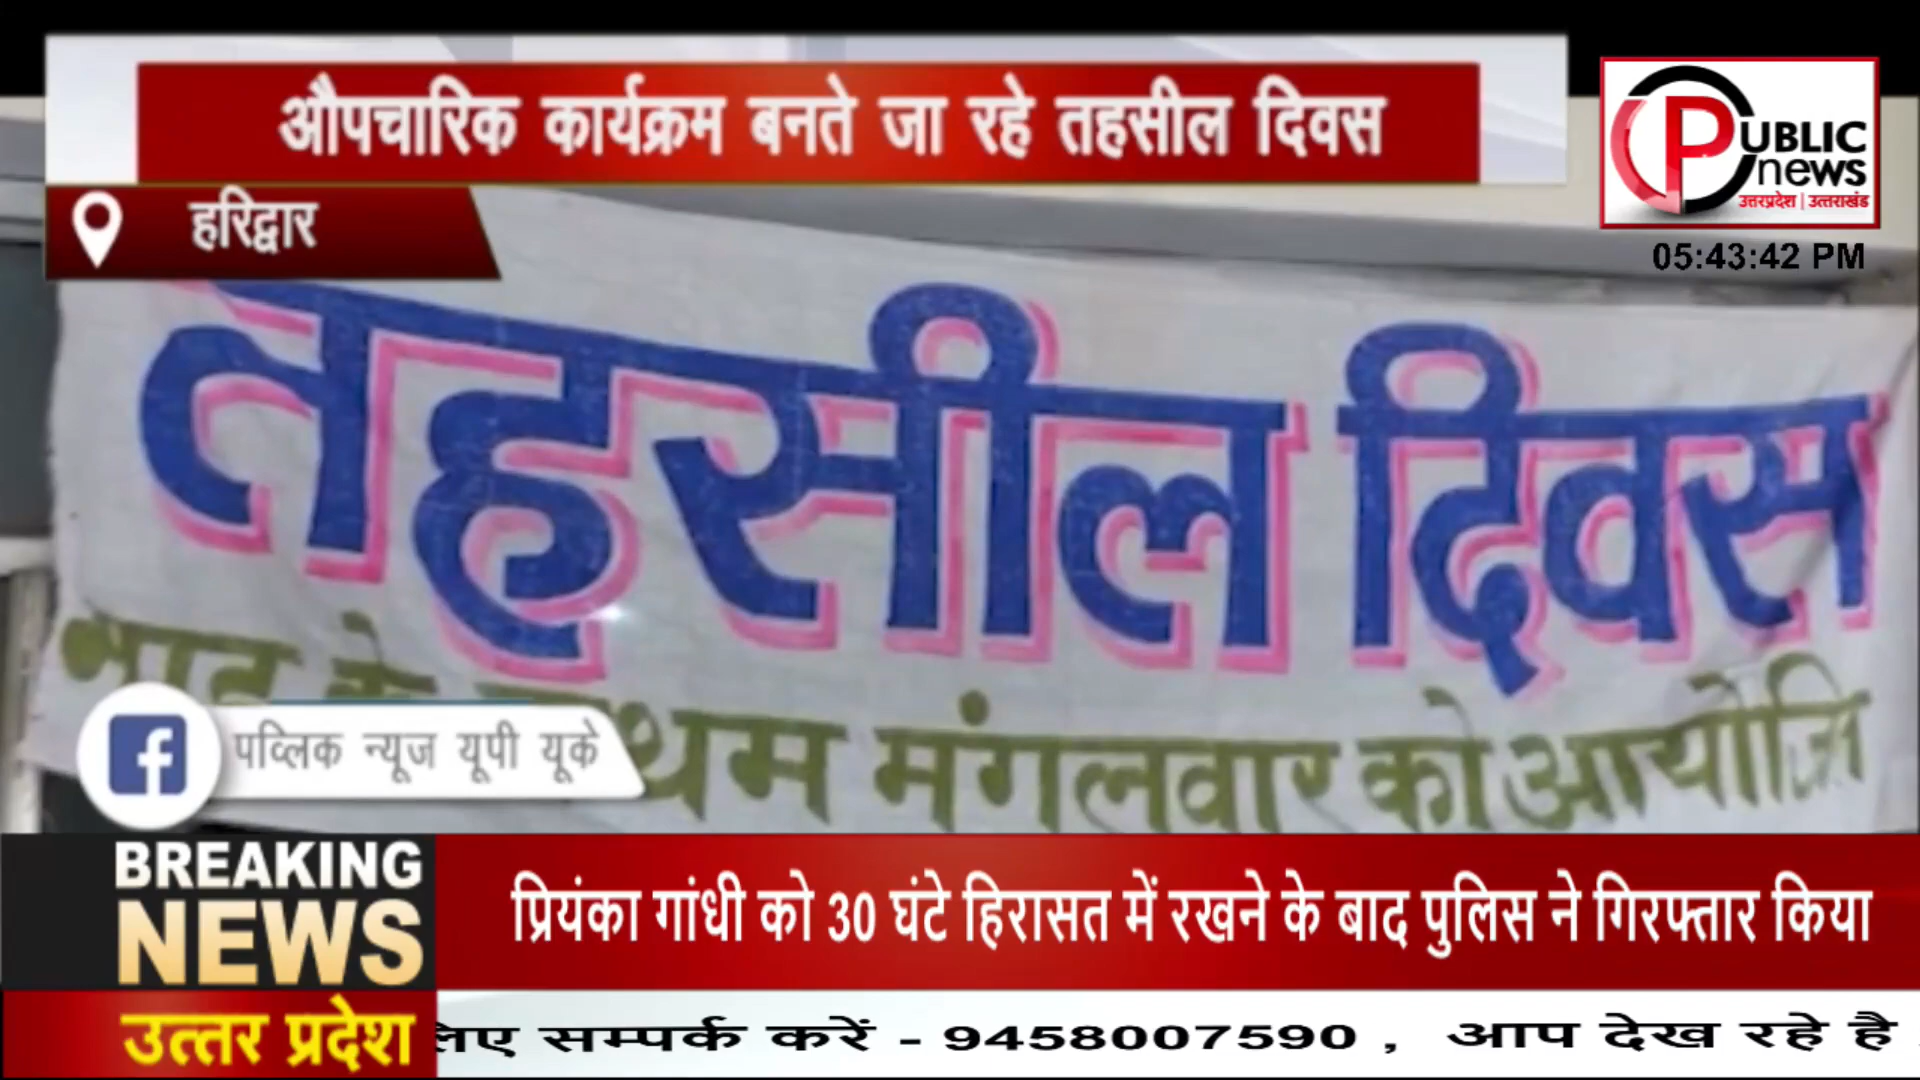 औपचारिक कार्यक्रम बनते जा रहे तहसील दिवस
PUBLIC
news
उत्तरप्रदेश | उत्तराखंड
हरिद्वार
05:43:42 PM
तहसील दिवस
माह के प्रथम मंगलवार को
पब्लिक न्यूज यूपी यूके
BREAKING
NEWS
प्रियंका गांधी को 30 घंटे हिरासत में रखने के बाद पुलिस ने गिरफ्तार किया
उत्तर प्रदेश
लिए सम्पर्क करें - 9458007590 , आप देख रहे है